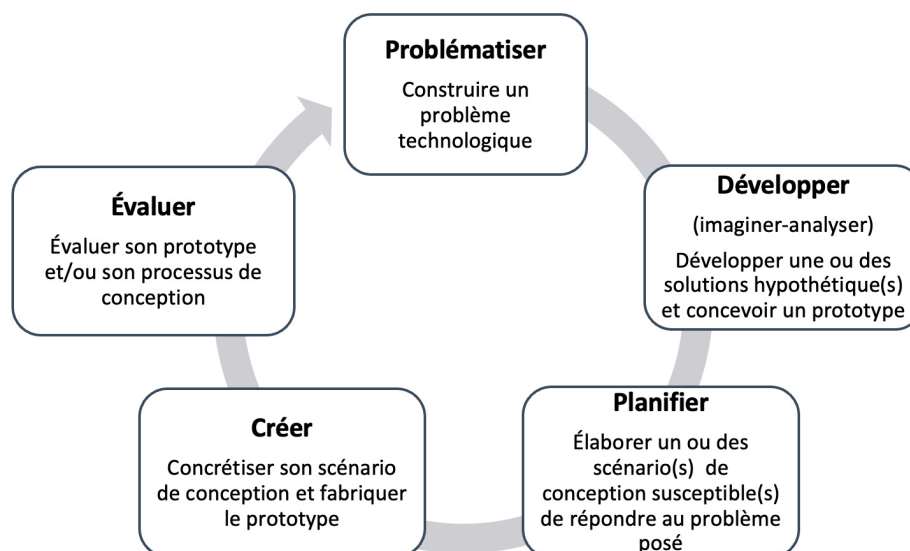 Problématiser
Construire un
problème
technologique
Développer
(imaginer-analyser)
Développer une ou des
solutions hypothétique(s)
et concevoir un prototype
Planifier
Élaborer un ou des
scénario(s) de
conception susceptible(s)
de répondre au problème
posé
Créer
Concrétiser son scénario
de conception et fabriquer
le prototype
Évaluer
Évaluer son prototype
et/ou son processus de
conception